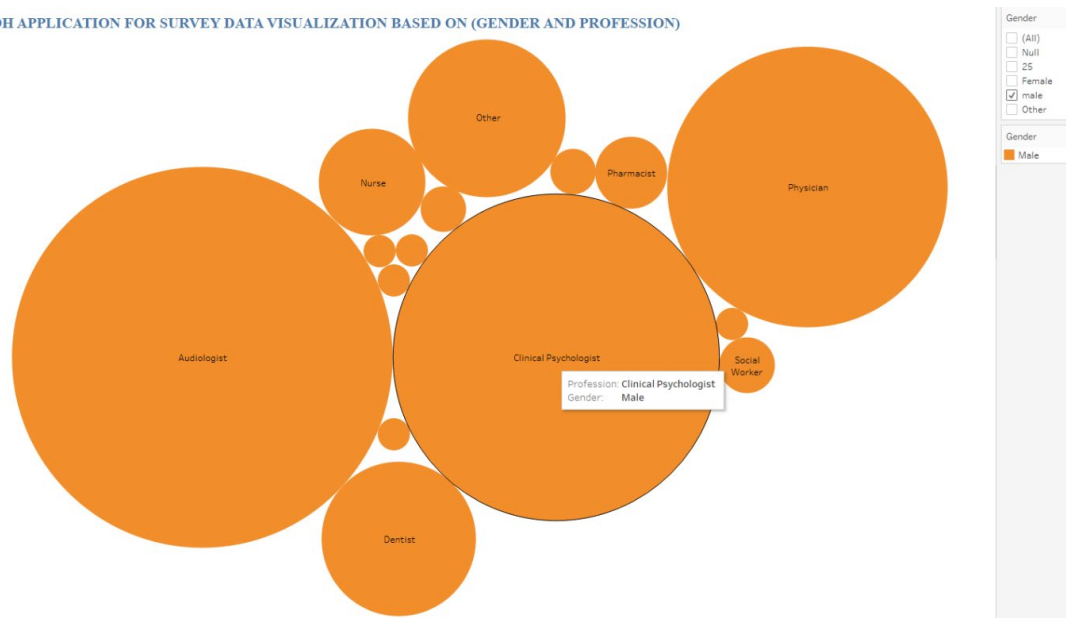 OH APPLICATION FOR SURVEY DATA VISUALIZATION BASED ON (GENDER AND PROFESSION)
Gender
(All)
Null
25
Female
male
Other
Gender
Male
Other
Nurse
Pharmacist
Physician
Audiologist
Clinical Psychologist
Social
Worker
Profession: Clinical Psychologist
Gender: Male
Dentist